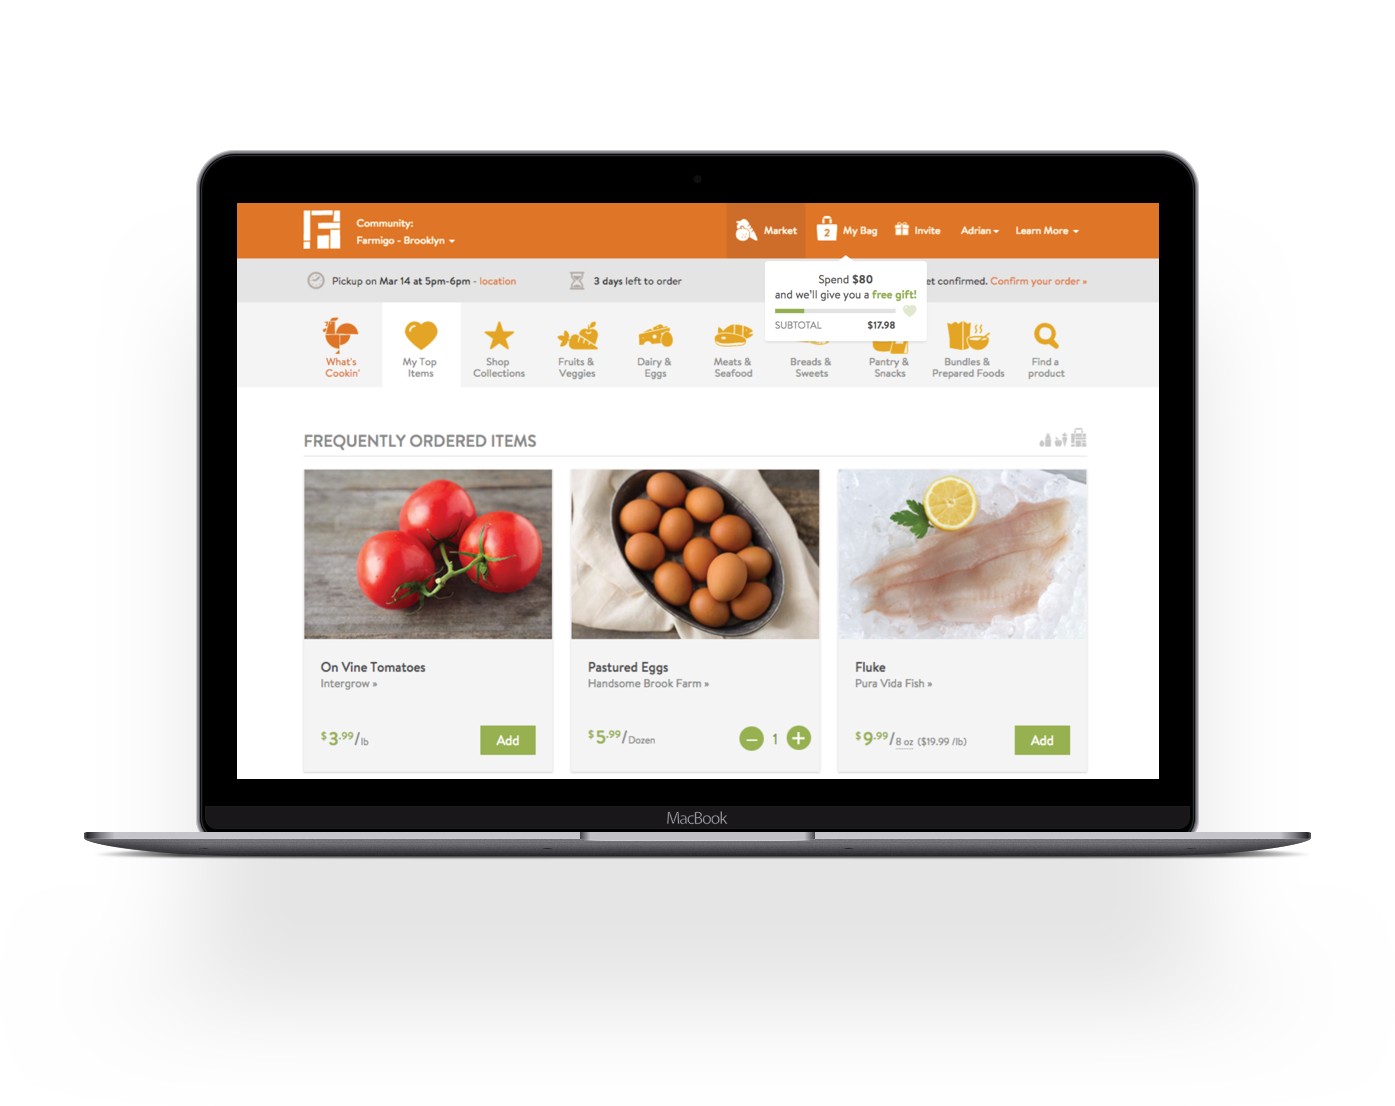 Community:
Farmigo - Brooklyn
Market
2
My Bag
Invite
Adrian
Learn More
Pickup on Mar 14 at 5pm-6pm - location
3 days left to order
confirmed. Confirm your order »
Spend $80
and we'll give you a free gift!
SUBTOTAL $17.98
What's
Cookin'
My Top
Items
Shop
Collections
Fruits &
Veggies
Dairy &
Eggs
Meats &
Seafood
Breads &
Sweets
Pantry &
Snacks
Bundles &
Prepared Foods
Find a
product
FREQUENTLY ORDERED ITEMS
On Vine Tomatoes
Intergrow »
$3.99/lb
Add
Pastured Eggs
Handsome Brook Farm »
$5.99/Dozen
– 1 +
Fluke
Pura Vida Fish »
$9.99/8 oz ($19.99 /lb)
Add
MacBook